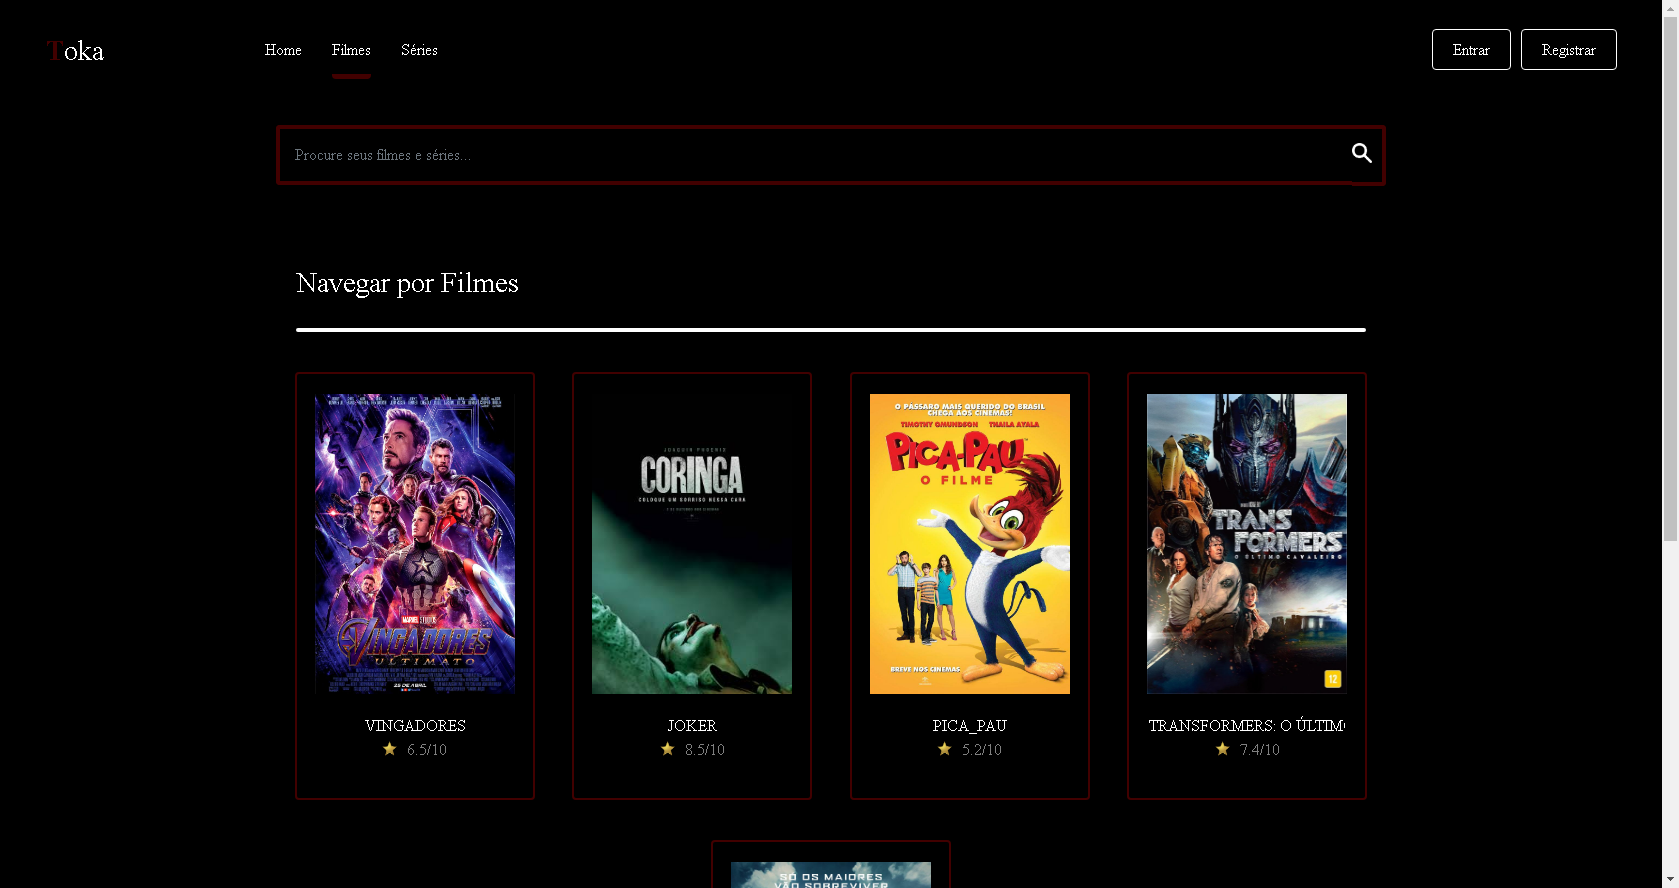 Toka
Home Filmes Séries
Entrar Registrar
Procure seus filmes e séries...
Navegar por Filmes
MARVEL STUDIOS
VINGADORES
ULTIMATO
25 DE ABRIL
JOAQUIN PHOENIX
CORINGA
COLOQUE UM SORRISO NESSA CARA
O PÁSSARO MAIS QUERIDO DO BRASIL
CHEGA AOS CINEMAS!
TIMOTHY OMUNDSON THAILA AYALA
PICA-PAU
O FILME
BREVE NOS CINEMAS
TRANS
FORMERS
O ÚLTIMO CAVALEIRO
12
VINGADORES
6.5/10
JOKER
8.5/10
PICA_PAU
5.2/10
TRANSFORMERS: O ÚLTIM
7.4/10
SÓ OS MAIORES
VÃO SOBREVIVER